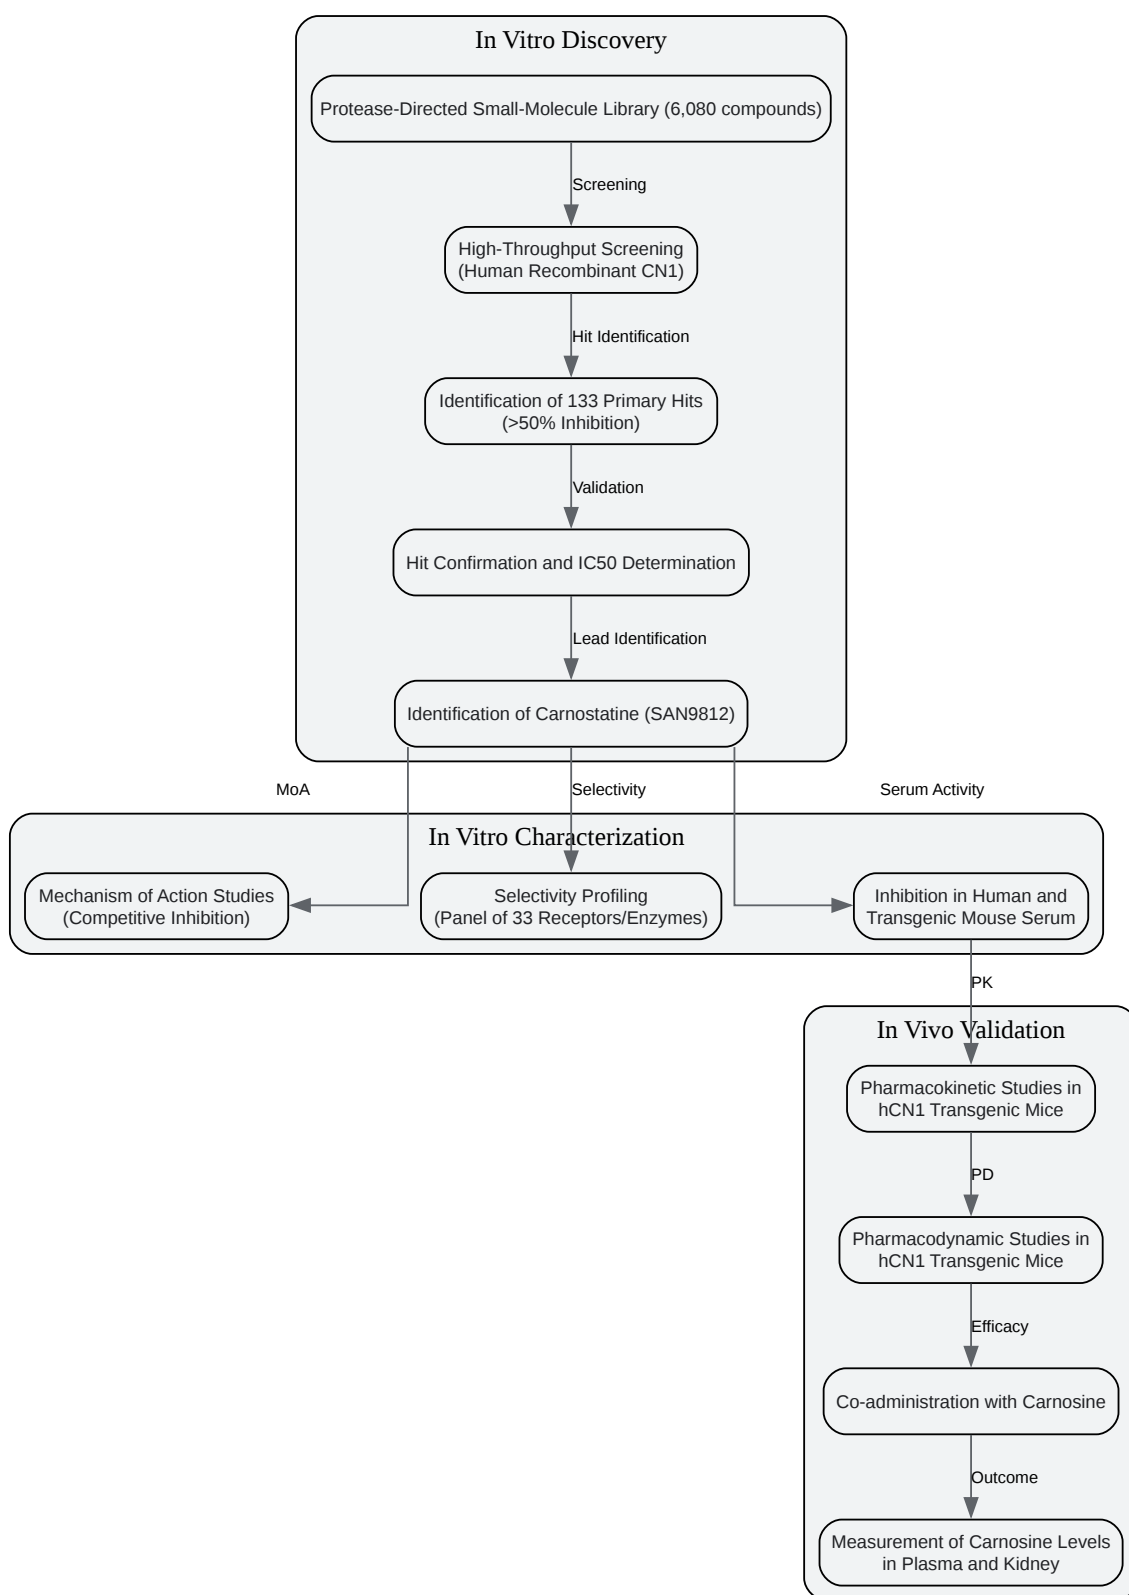 In Vitro Discovery
Protease-Directed Small-Molecule Library (6,080 compounds)
Screening
High-Throughput Screening
(Human Recombinant CN1)
Hit Identification
Identification of 133 Primary Hits
(>50% Inhibition)
Validation
Hit Confirmation and IC50 Determination
Lead Identification
Identification of Carnostatine (SAN9812)
MoA
Selectivity
Serum Activity
In Vitro Characterization
Mechanism of Action Studies
(Competitive Inhibition)
Selectivity Profiling
(Panel of 33 Receptors/Enzymes)
Inhibition in Human and
Transgenic Mouse Serum
PK
In Vivo Validation
Pharmacokinetic Studies in
hCN1 Transgenic Mice
PD
Pharmacodynamic Studies in
hCN1 Transgenic Mice
Efficacy
Co-administration with Carnosine
Outcome
Measurement of Carnosine Levels
in Plasma and Kidney